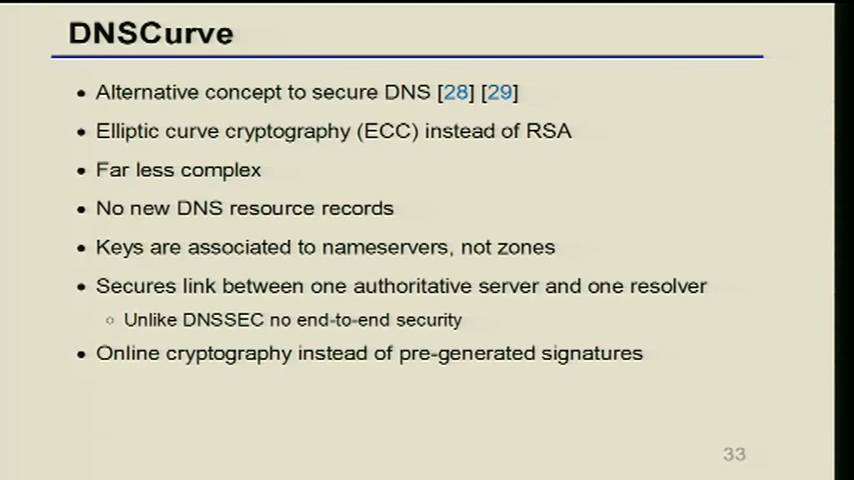 DNSCurve
• Alternative concept to secure DNS [28] [29]
• Elliptic curve cryptography (ECC) instead of RSA
• Far less complex
• No new DNS resource records
• Keys are associated to nameservers, not zones
• Secures link between one authoritative server and one resolver
◦ Unlike DNSSEC no end-to-end security
• Online cryptography instead of pre-generated signatures
33